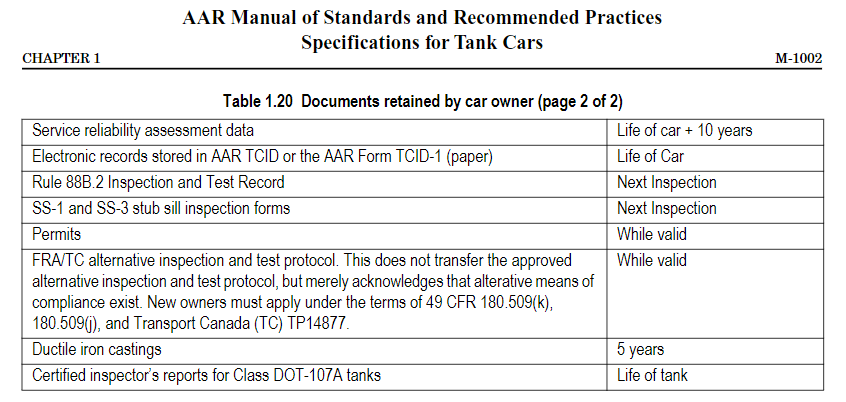 AAR Manual of Standards and Recommended Practices
Specifications for Tank Cars
CHAPTER 1 M-1002
Table 1.20 Documents retained by car owner (page 2 of 2)
Service reliability assessment data Life of car + 10 years
Electronic records stored in AAR TCID or the AAR Form TCID-1 (paper) Life of Car
Rule 88B.2 Inspection and Test Record Next Inspection
SS-1 and SS-3 stub sill inspection forms Next Inspection
Permits While valid
FRA/TC alternative inspection and test protocol. This does not transfer the approved While valid
alternative inspection and test protocol, but merely acknowledges that alterative means of
compliance exist. New owners must apply under the terms of 49 CFR 180.509(k),
180.509(j), and Transport Canada (TC) TP14877.
Ductile iron castings 5 years
Certified inspector's reports for Class DOT-107A tanks Life of tank